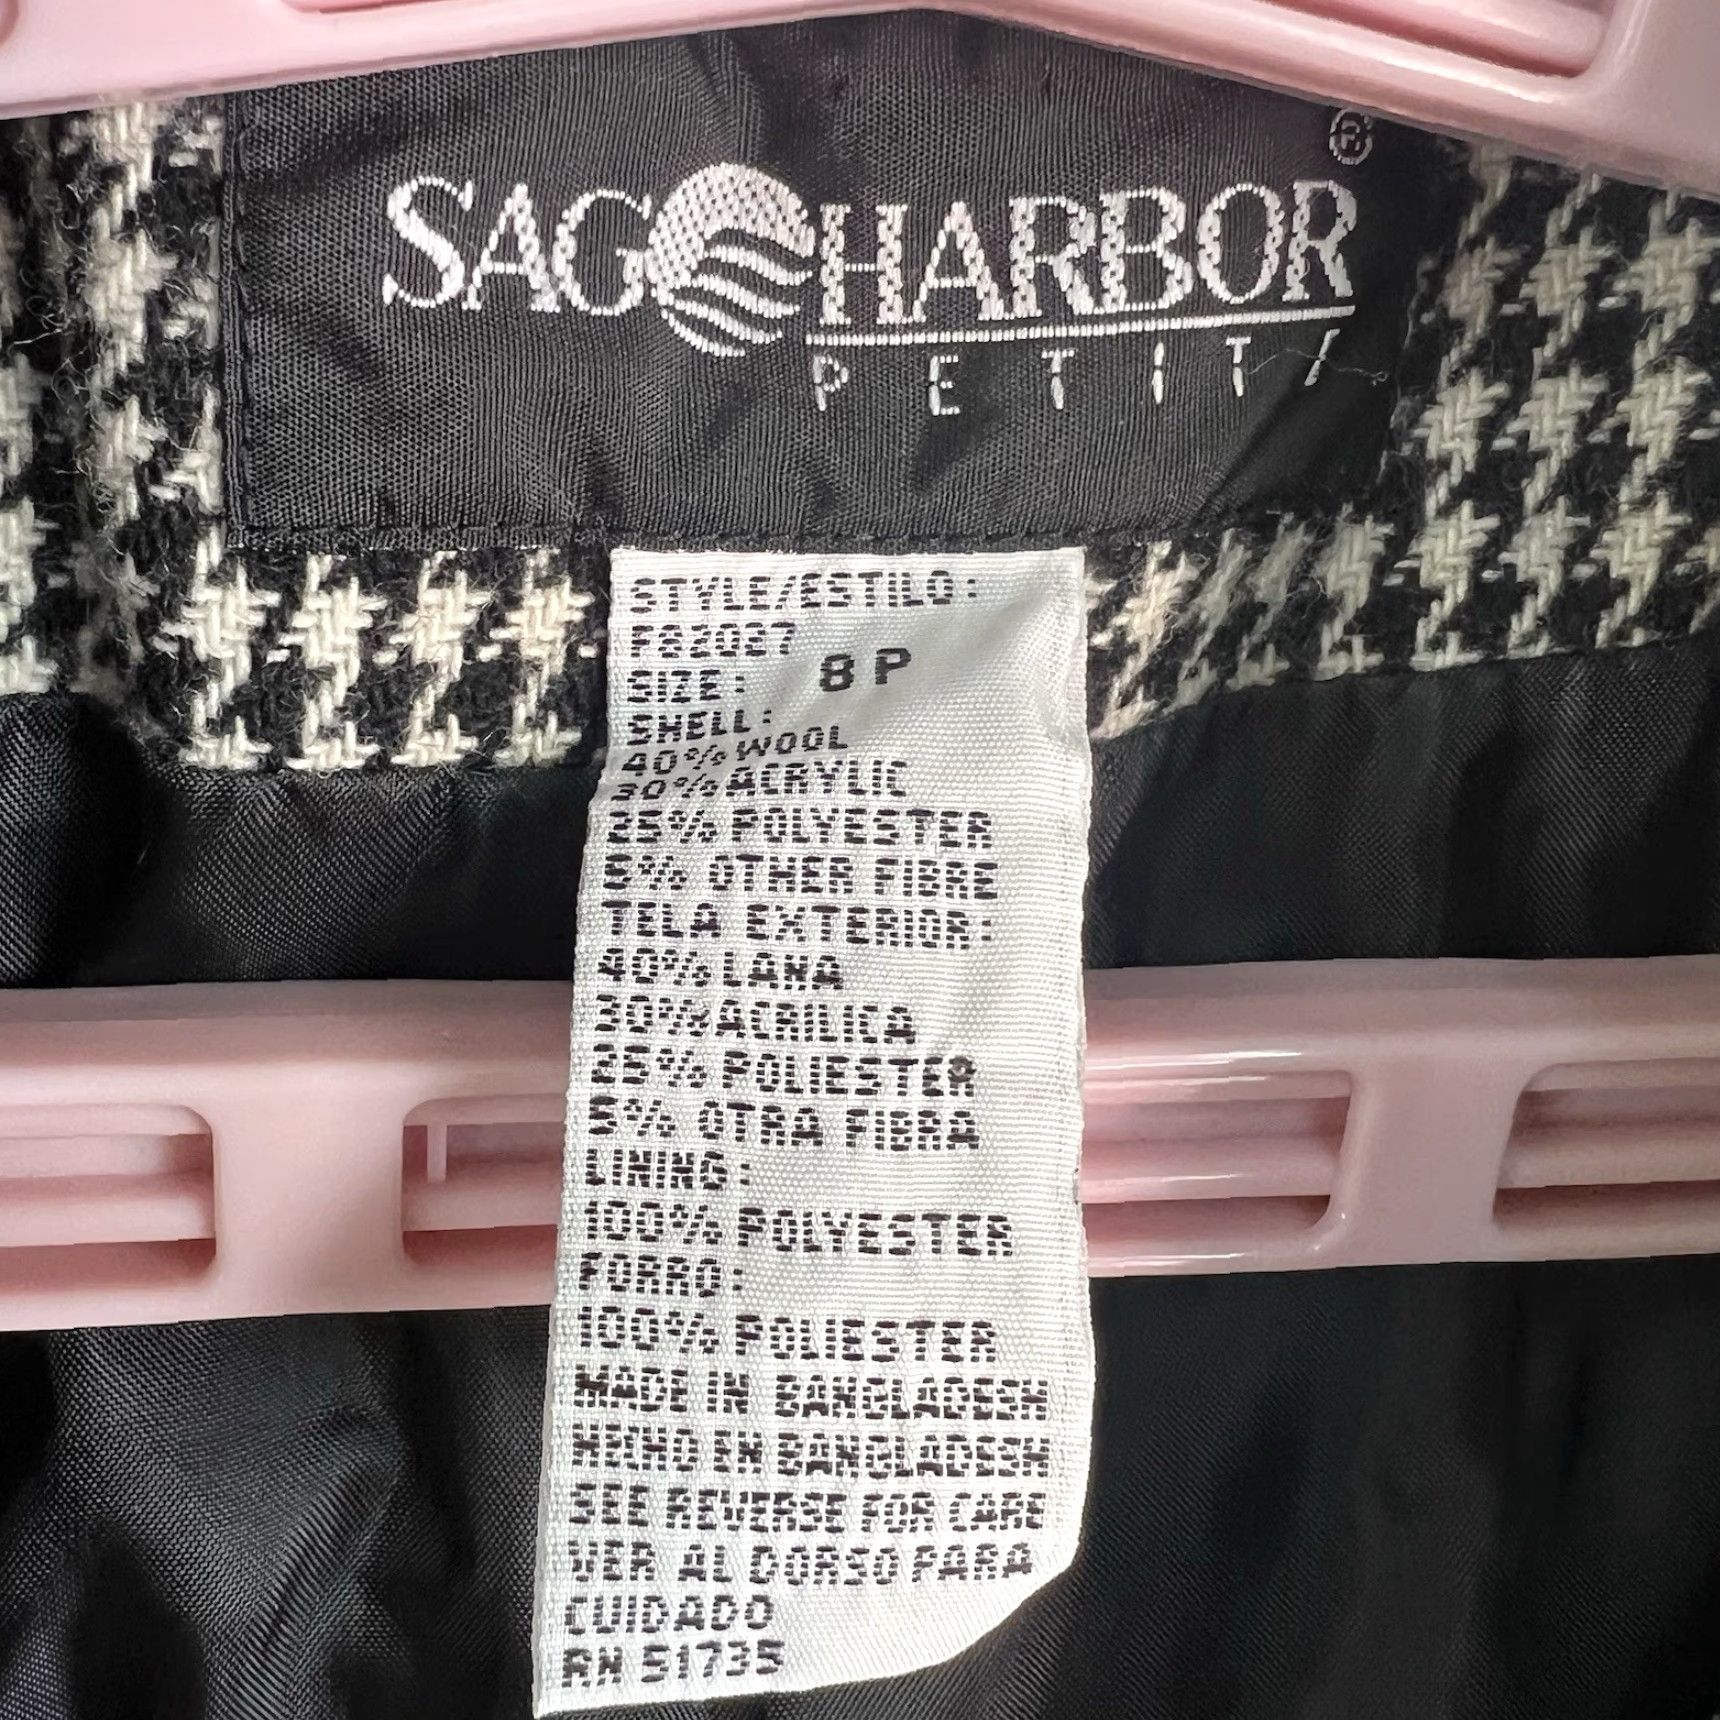 SAG HARBOR ®
PETIT
STYLE/ESTILO:
F82087
SIZE: 8P
SHELL:
40% WOOL
30% ACRYLIC
25% POLYESTER
5% OTHER FIBRE
TELA EXTERIOR:
40% LANA
30% ACRILICA
25% POLIESTER
5% OTRA FIBRA
LINING:
100% POLYESTER
FORRO:
100% POLIESTER
MADE IN BANGLADESH
HECHO EN BANGLADESH
SEE REVERSE FOR CARE
VER AL DORSO PARA
CUIDADO
RN 51735